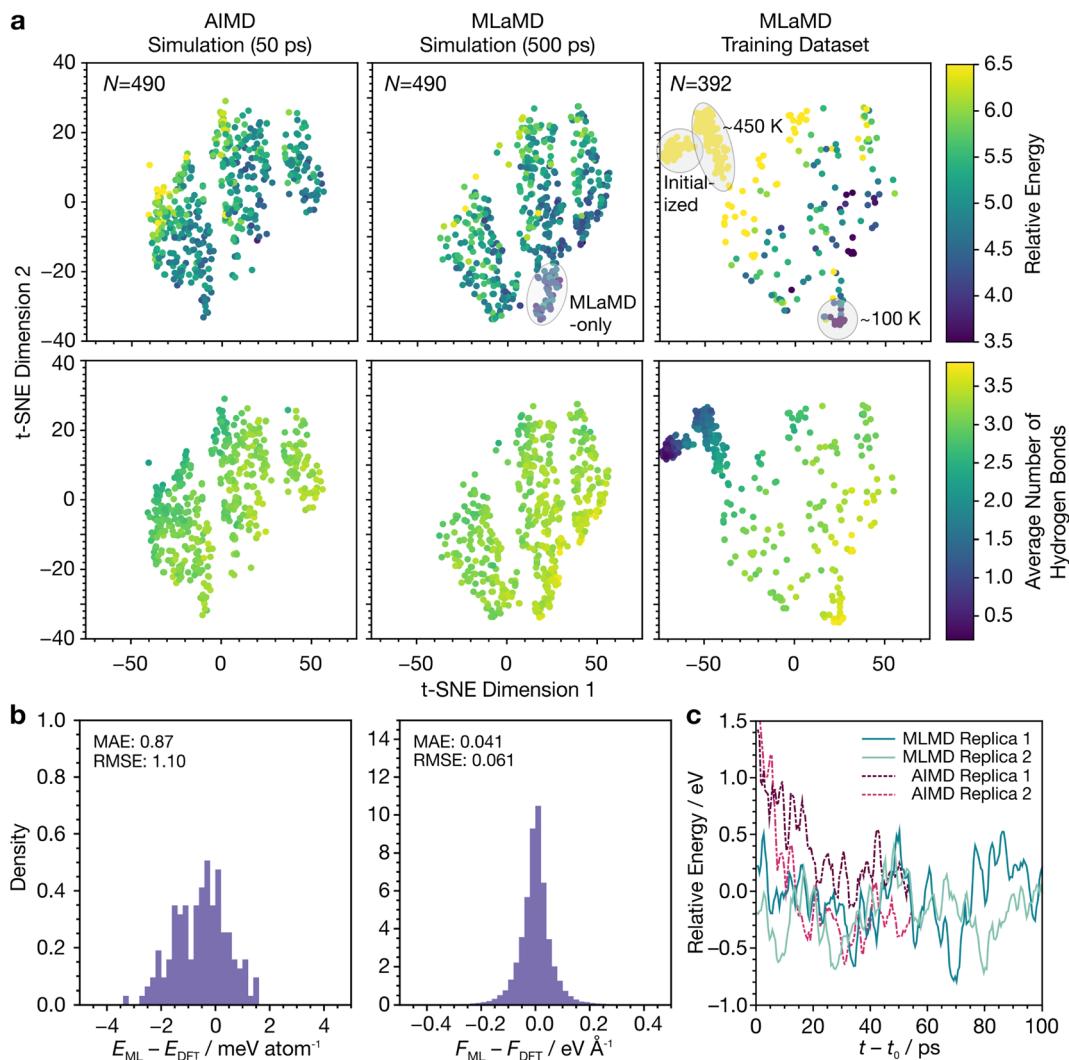 a
AIMD
Simulation (50 ps)
MLaMD
Simulation (500 ps)
MLaMD
Training Dataset
40
20
0
−20
−40
N=490
N=490
MLaMD
-only
N=392
~450 K
Initial-
ized
~100 K
6.5
6.0
5.5
5.0
4.5
4.0
3.5
Relative Energy
t-SNE Dimension 2
40
20
0
−20
−40
−50
0
50
−50
0
50
−50
0
50
t-SNE Dimension 1
3.5
3.0
2.5
2.0
1.5
1.0
0.5
Average Number of
Hydrogen Bonds
b
1.0
0.8
0.6
0.4
0.2
0.0
Density
MAE: 0.87
RMSE: 1.10
−4
−2
0
2
4
E_ML − E_DFT / meV atom⁻¹
14
12
10
8
6
4
2
0
MAE: 0.041
RMSE: 0.061
−0.4
−0.2
0.0
0.2
0.4
F_ML − F_DFT / eV Å⁻¹
c
1.5
1.0
0.5
0.0
−0.5
−1.0
Relative Energy / eV
MLMD Replica 1
MLMD Replica 2
AIMD Replica 1
AIMD Replica 2
0
20
40
60
80
100
t − t₀ / ps